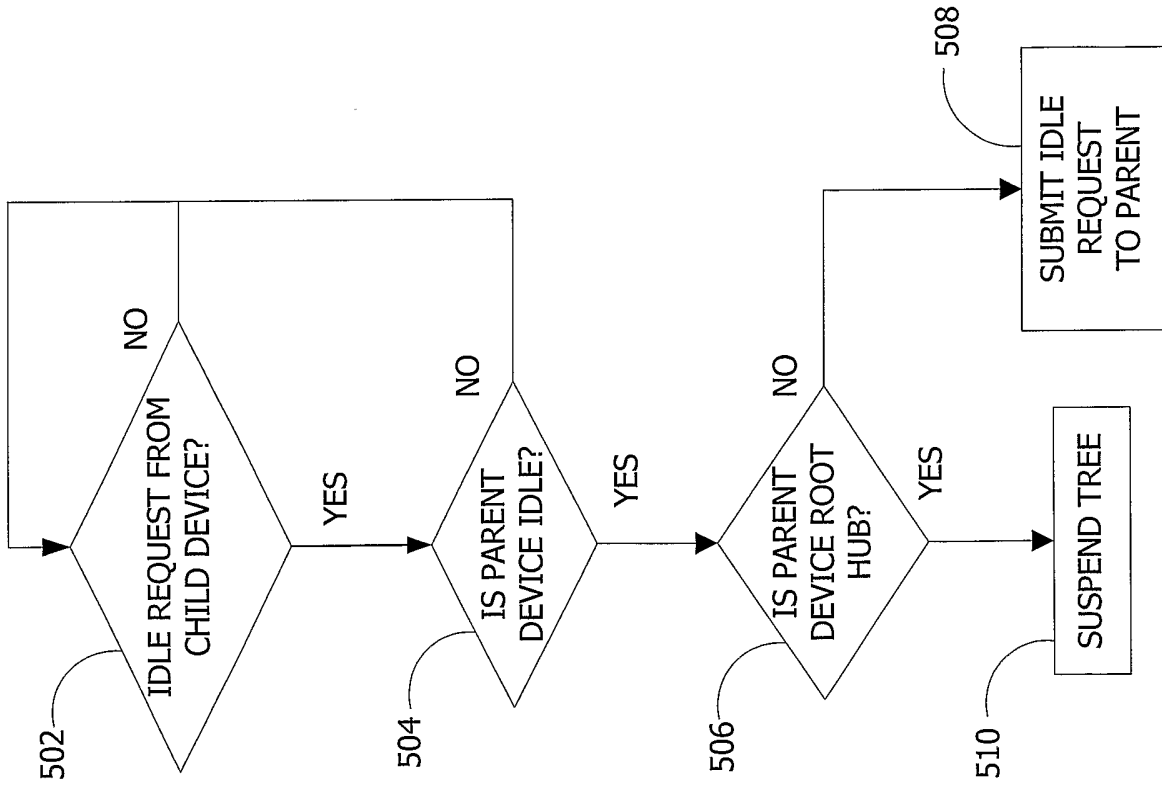 502
IDLE REQUEST FROM
CHILD DEVICE?
NO
YES
504
IS PARENT
DEVICE IDLE?
NO
YES
506
IS PARENT
DEVICE ROOT
HUB?
NO
YES
508
SUBMIT IDLE
REQUEST
TO PARENT
510
SUSPEND TREE